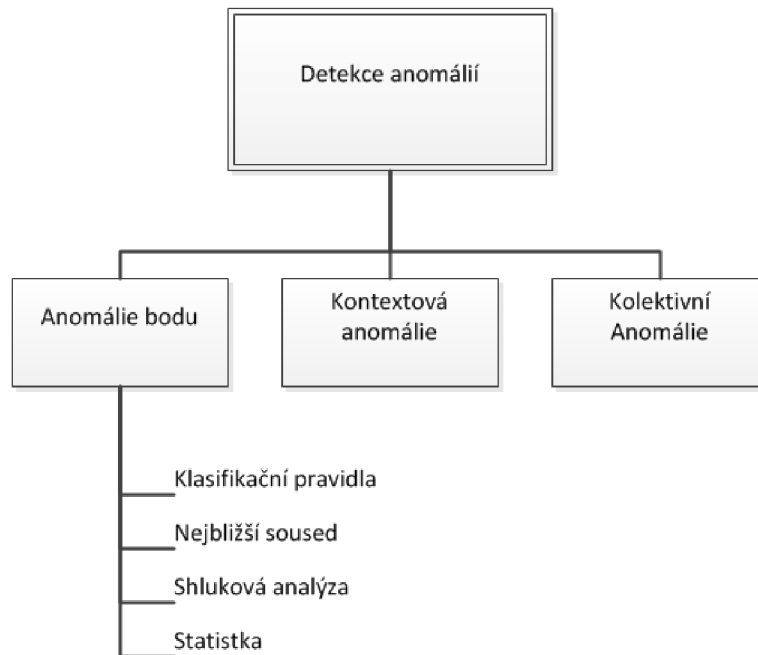 Detekce anomálií
Anomálie bodu
Kontextová
anomálie
Kolektivní
Anomálie
Klasifikační pravidla
Nejbližší soused
Shluková analýza
Statistka